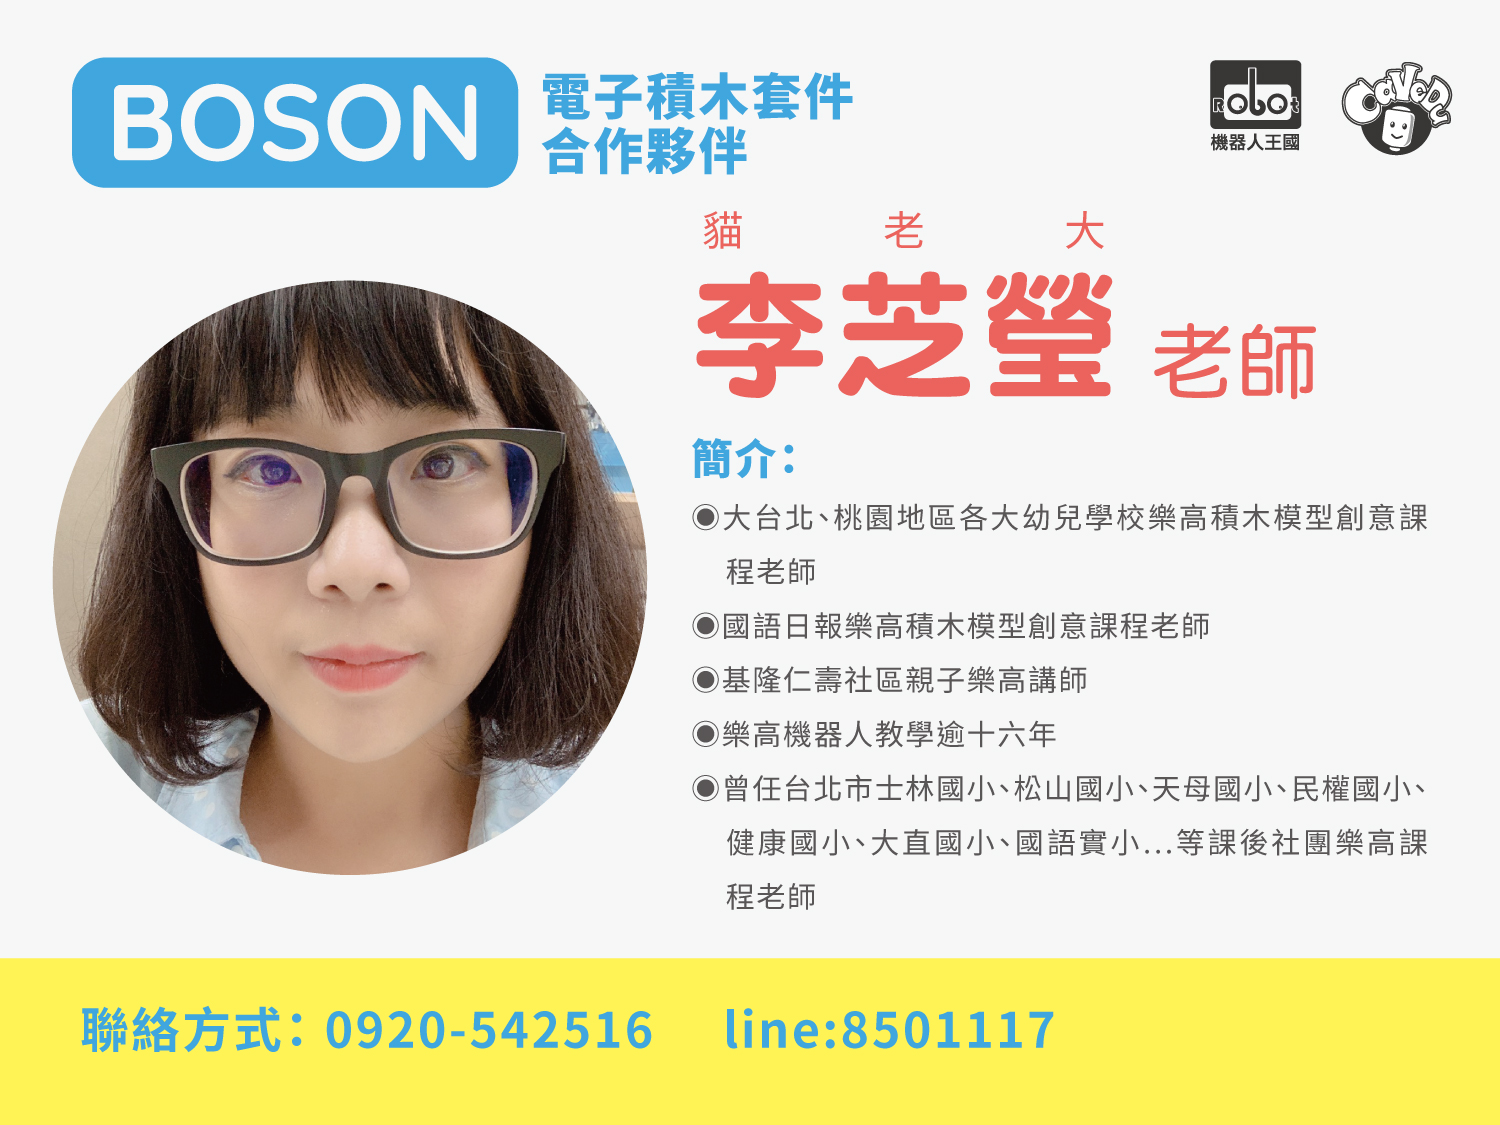 BOSON
電子積木套件
合作夥伴
Robot
機器人王國
CAVEDU
貓老大
李芝瑩 老師
簡介：
◉大台北、桃園地區各大幼兒學校樂高積木模型創意課
程老師
◉國語日報樂高積木模型創意課程老師
◉基隆仁壽社區親子樂高講師
◉樂高機器人教學逾十六年
◉曾任台北市士林國小、松山國小、天母國小、民權國小、
健康國小、大直國小、國語實小...等課後社團樂高課
程老師
聯絡方式：0920-542516 line:8501117